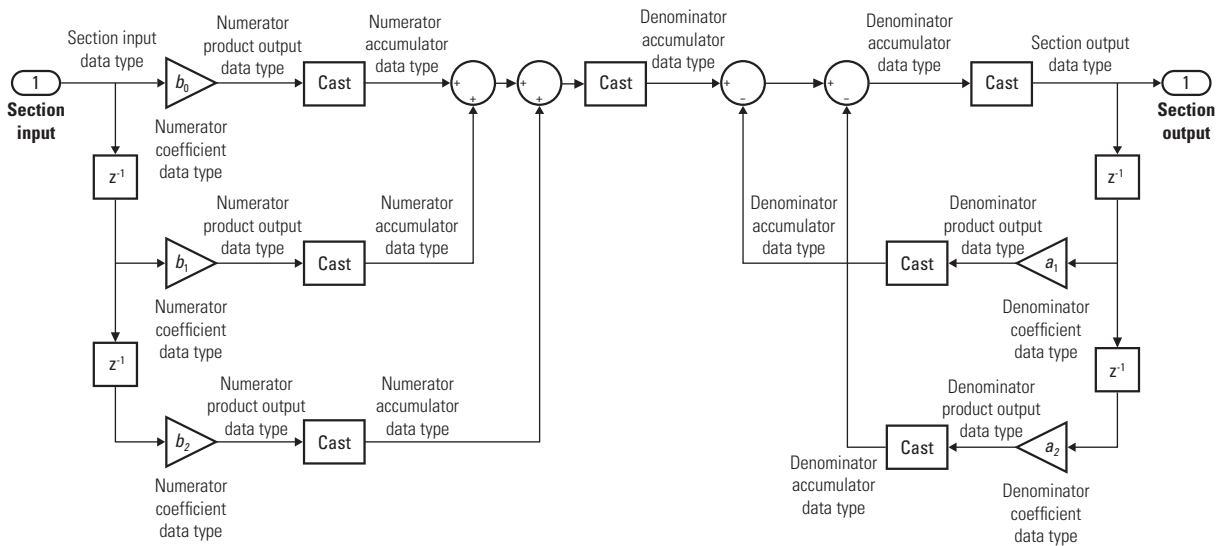 Section input
data type
Numerator
product output
data type
Numerator
accumulator
data type
Denominator
accumulator
data type
Denominator
accumulator
data type
Section output
data type
1
Section
input
b0
Cast
+
+
+
+
Cast
+
−
+
−
Cast
1
Section
output
Numerator
coefficient
data type
z-1
z-1
Numerator
product output
data type
Numerator
accumulator
data type
Denominator
accumulator
data type
Denominator
product output
data type
b1
Cast
Cast
a1
Numerator
coefficient
data type
Denominator
coefficient
data type
z-1
z-1
Numerator
product output
data type
Numerator
accumulator
data type
Denominator
product output
data type
b2
Cast
Cast
a2
Numerator
coefficient
data type
Denominator
accumulator
data type
Denominator
coefficient
data type